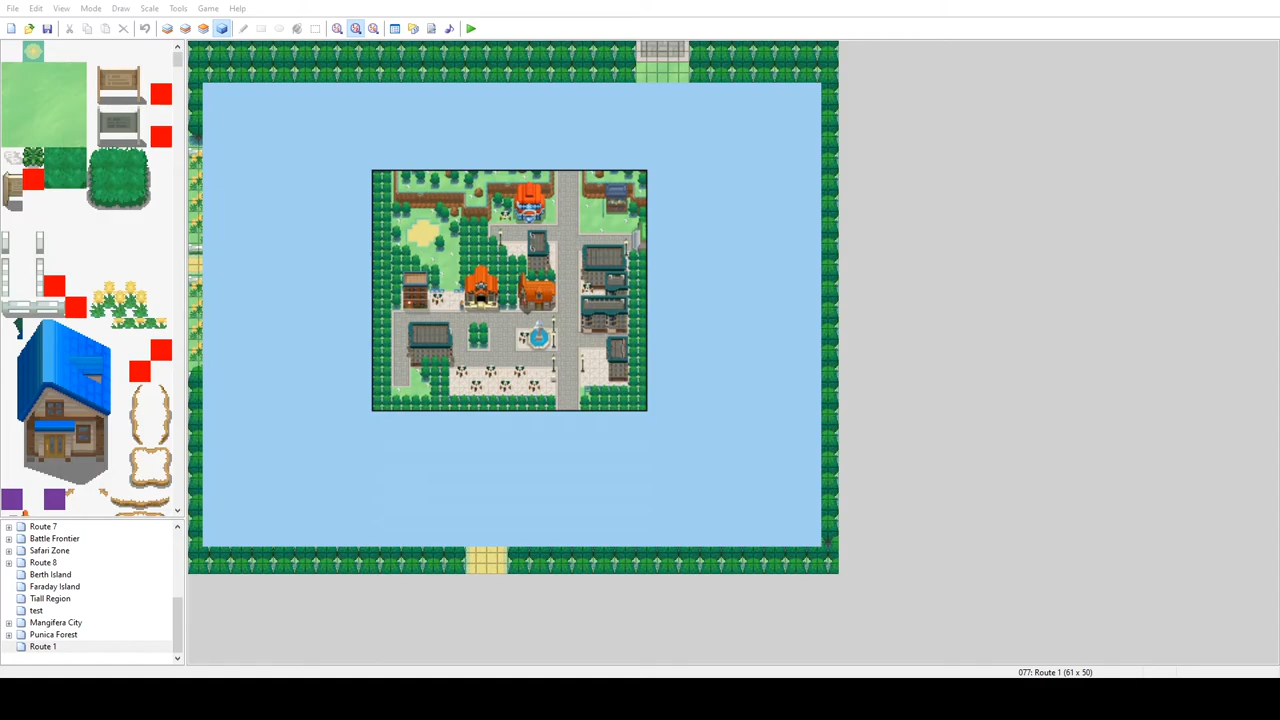 File Edit View Mode Draw Scale Tools Game Help
Route 7
Battle Frontier
Safari Zone
Route 8
Berth Island
Faraday Island
Tiall Region
test
Mangifera City
Punica Forest
Route 1
077: Route 1 (61 x 50)